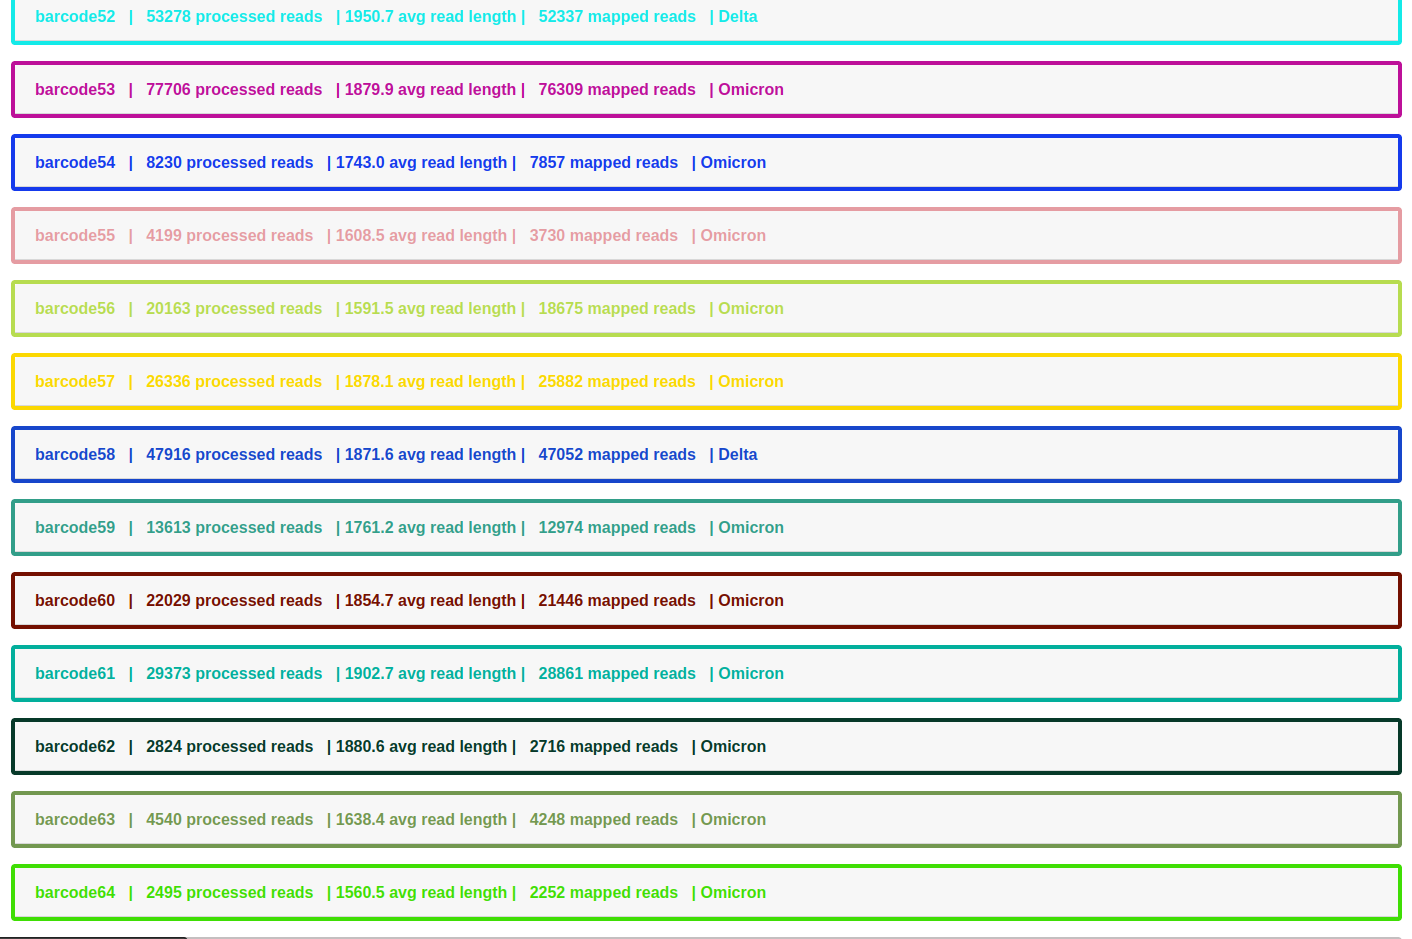 barcode52 | 53278 processed reads | 1950.7 avg read length | 52337 mapped reads | Delta
barcode53 | 77706 processed reads | 1879.9 avg read length | 76309 mapped reads | Omicron
barcode54 | 8230 processed reads | 1743.0 avg read length | 7857 mapped reads | Omicron
barcode55 | 4199 processed reads | 1608.5 avg read length | 3730 mapped reads | Omicron
barcode56 | 20163 processed reads | 1591.5 avg read length | 18675 mapped reads | Omicron
barcode57 | 26336 processed reads | 1878.1 avg read length | 25882 mapped reads | Omicron
barcode58 | 47916 processed reads | 1871.6 avg read length | 47052 mapped reads | Delta
barcode59 | 13613 processed reads | 1761.2 avg read length | 12974 mapped reads | Omicron
barcode60 | 22029 processed reads | 1854.7 avg read length | 21446 mapped reads | Omicron
barcode61 | 29373 processed reads | 1902.7 avg read length | 28861 mapped reads | Omicron
barcode62 | 2824 processed reads | 1880.6 avg read length | 2716 mapped reads | Omicron
barcode63 | 4540 processed reads | 1638.4 avg read length | 4248 mapped reads | Omicron
barcode64 | 2495 processed reads | 1560.5 avg read length | 2252 mapped reads | Omicron